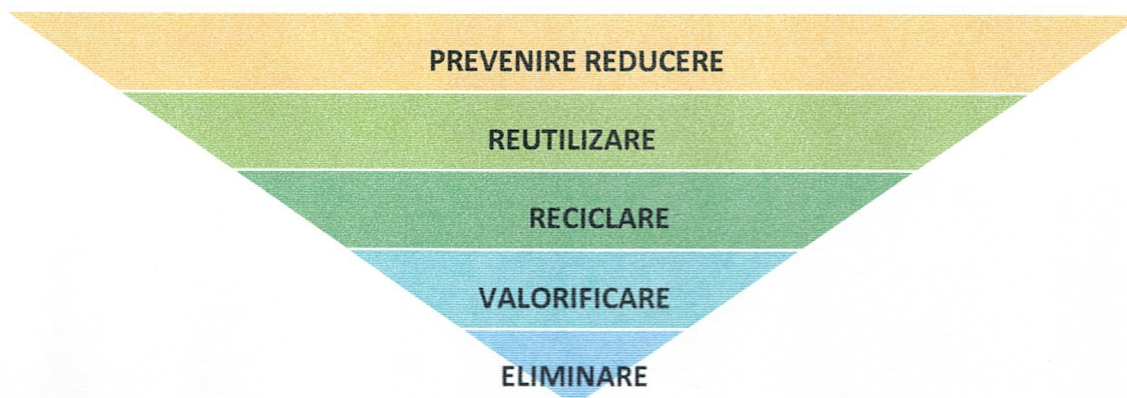 PREVENIRE REDUCERE
REUTILIZARE
RECICLARE
VALORIFICARE
ELIMINARE